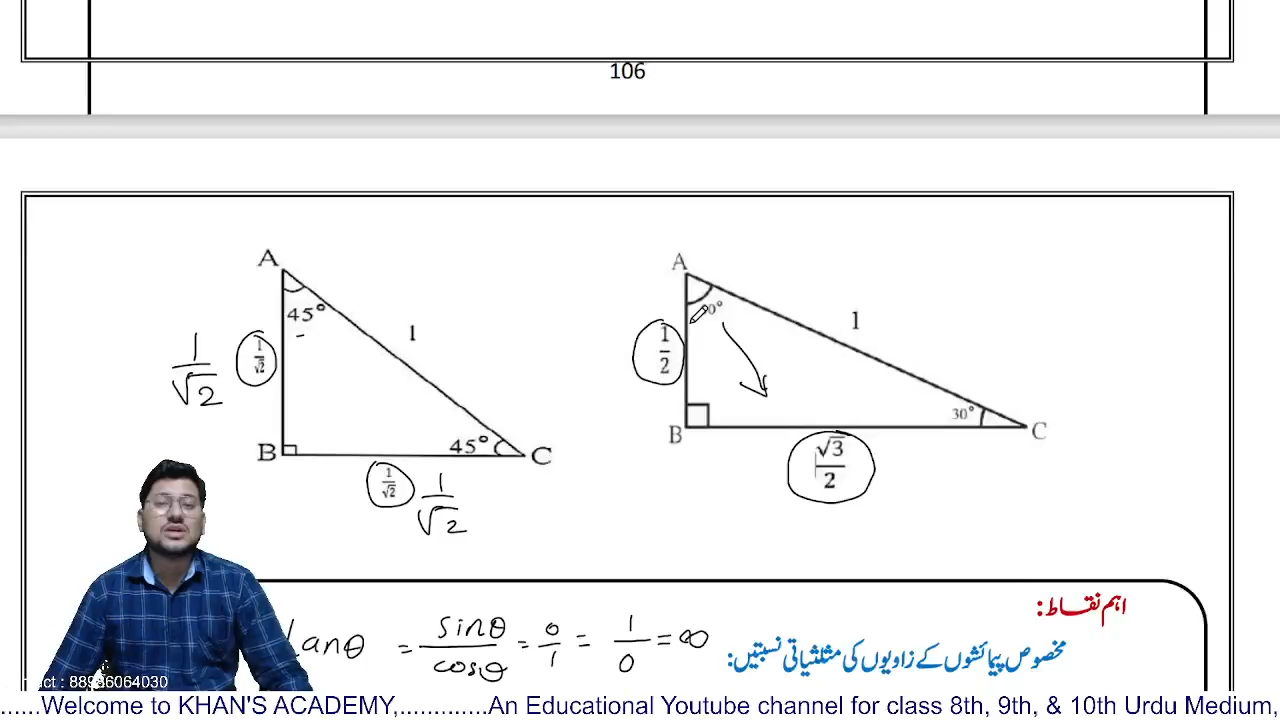 106
A
45°
1
1/√2
1/√2
B
45°
C
1/√2
1/√2
A
0°
1
1/2
B
30°
C
√3/2
اہم نقاط:
مخصوص پیمائشوں کے زاویوں کی مثلثیاتی نسبتیں:
tanθ = sinθ/cosθ = 0/1 = 1/0 = ∞
......Welcome to KHAN'S ACADEMY,.............An Educational Youtube channel for class 8th, 9th, & 10th Urdu Medium,